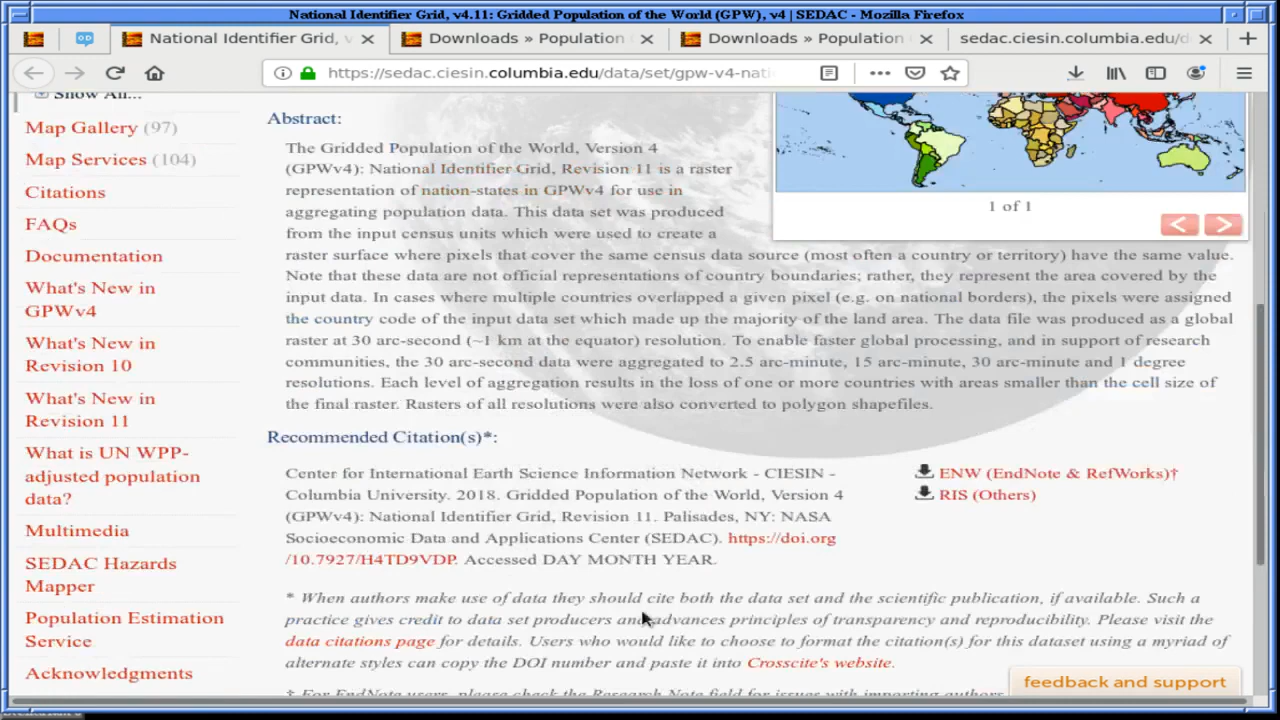 National Identifier Grid, v4.11: Gridded Population of the World (GPW), v4 | SEDAC - Mozilla Firefox
National Identifier Grid, v
Downloads » Population
Downloads » Population
sedac.ciesin.columbia.edu/d
https://sedac.ciesin.columbia.edu/data/set/gpw-v4-nati
Show All...
Map Gallery (97)
Map Services (104)
Citations
FAQs
Documentation
What's New in
GPWv4
What's New in
Revision 10
What's New in
Revision 11
What is UN WPP-
adjusted population
data?
Multimedia
SEDAC Hazards
Mapper
Population Estimation
Service
Acknowledgments
Abstract:
The Gridded Population of the World, Version 4
(GPWv4): National Identifier Grid, Revision 11 is a raster
representation of nation-states in GPWv4 for use in
aggregating population data. This data set was produced
from the input census units which were used to create a
raster surface where pixels that cover the same census data source (most often a country or territory) have the same value.
Note that these data are not official representations of country boundaries; rather, they represent the area covered by the
input data. In cases where multiple countries overlapped a given pixel (e.g. on national borders), the pixels were assigned
the country code of the input data set which made up the majority of the land area. The data file was produced as a global
raster at 30 arc-second (~1 km at the equator) resolution. To enable faster global processing, and in support of research
communities, the 30 arc-second data were aggregated to 2.5 arc-minute, 15 arc-minute, 30 arc-minute and 1 degree
resolutions. Each level of aggregation results in the loss of one or more countries with areas smaller than the cell size of
the final raster. Rasters of all resolutions were also converted to polygon shapefiles.
1 of 1
< >
Recommended Citation(s)*:
Center for International Earth Science Information Network - CIESIN -
Columbia University. 2018. Gridded Population of the World, Version 4
(GPWv4): National Identifier Grid, Revision 11. Palisades, NY: NASA
Socioeconomic Data and Applications Center (SEDAC). https://doi.org
/10.7927/H4TD9VDP. Accessed DAY MONTH YEAR.
ENW (EndNote & RefWorks)†
RIS (Others)
* When authors make use of data they should cite both the data set and the scientific publication, if available. Such a
practice gives credit to data set producers and advances principles of transparency and reproducibility. Please visit the
data citations page for details. Users who would like to choose to format the citation(s) for this dataset using a myriad of
alternate styles can copy the DOI number and paste it into Crosscite's website.
† For EndNote users, please check the Research Note field for issues with importing authors
feedback and support